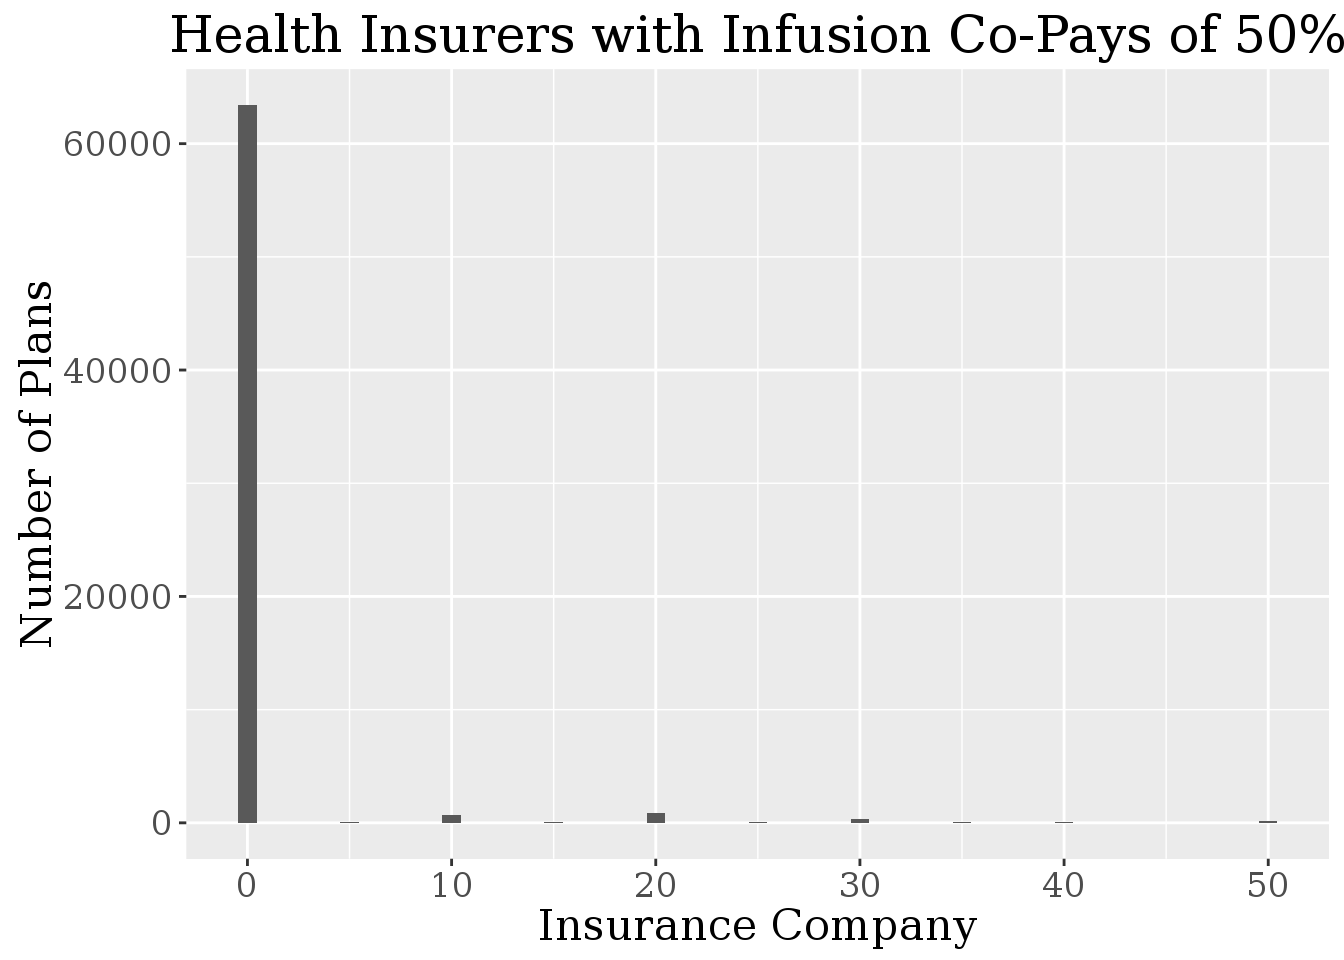 Health Insurers with Infusion Co-Pays of 50%
Number of Plans
60000
40000
20000
0
0 10 20 30 40 50
Insurance Company